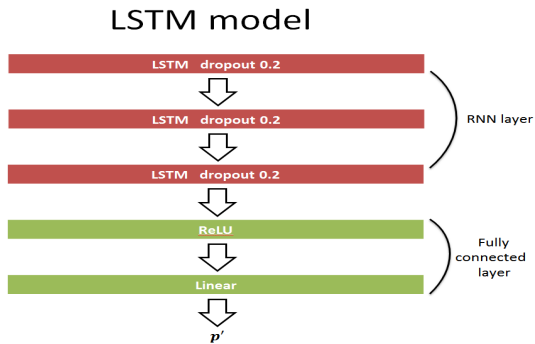 LSTM model
LSTM dropout 0.2
LSTM dropout 0.2
RNN layer
LSTM dropout 0.2
ReLU
Fully
connected
layer
Linear
p′